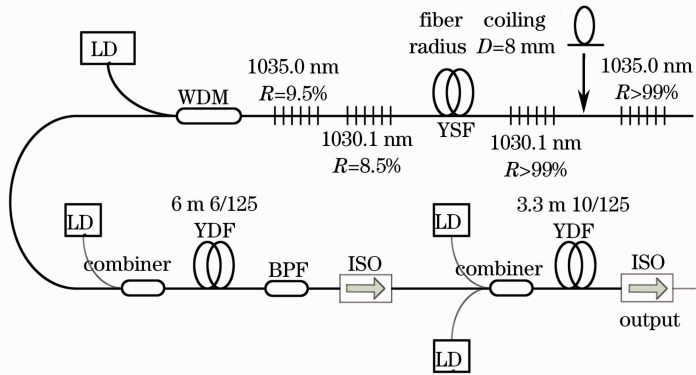 fiber coiling
radius D=8 mm
LD
1035.0 nm
R=9.5%
1035.0 nm
R>99%
WDM
1030.1 nm
R=8.5%
YSF
1030.1 nm
R>99%
6 m 6/125
YDF
3.3 m 10/125
YDF
LD
LD
combiner
BPF
ISO
combiner
ISO
output
LD